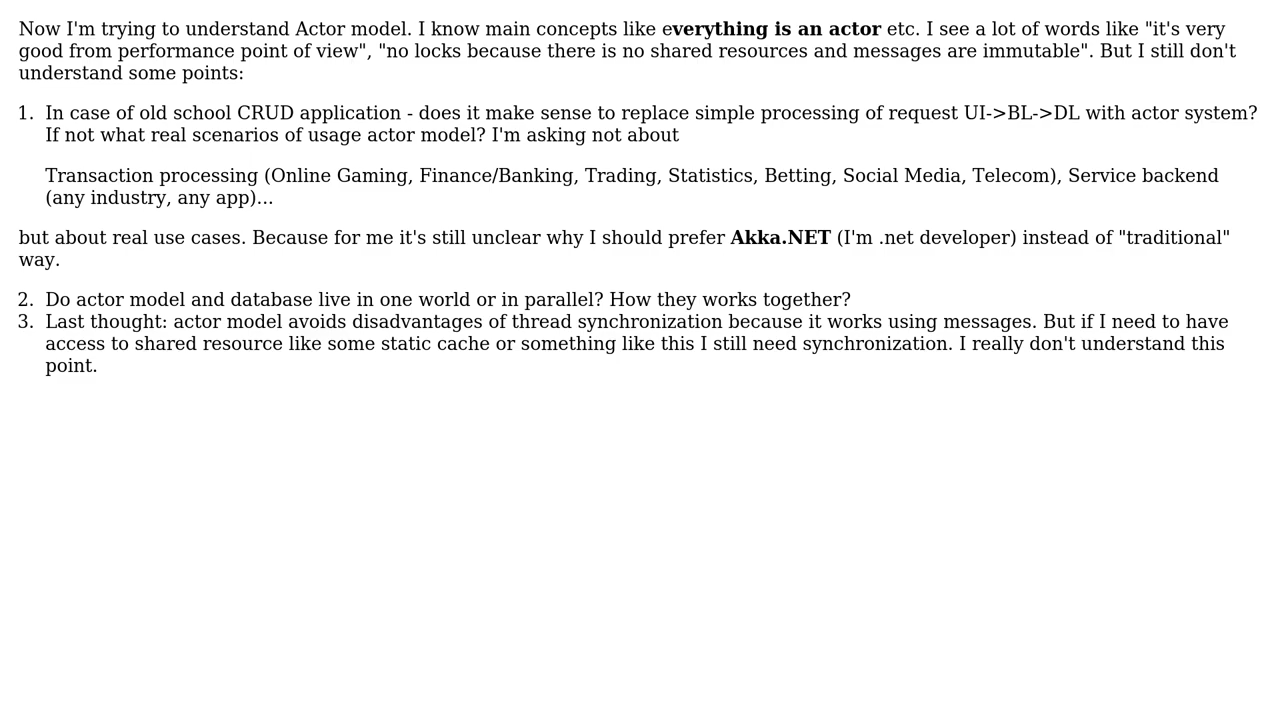 Now I'm trying to understand Actor model. I know main concepts like everything is an actor etc. I see a lot of words like "it's very
good from performance point of view", "no locks because there is no shared resources and messages are immutable". But I still don't
understand some points:
1. In case of old school CRUD application - does it make sense to replace simple processing of request UI->BL->DL with actor system?
If not what real scenarios of usage actor model? I'm asking not about
Transaction processing (Online Gaming, Finance/Banking, Trading, Statistics, Betting, Social Media, Telecom), Service backend
(any industry, any app)...
but about real use cases. Because for me it's still unclear why I should prefer Akka.NET (I'm .net developer) instead of "traditional"
way.
2. Do actor model and database live in one world or in parallel? How they works together?
3. Last thought: actor model avoids disadvantages of thread synchronization because it works using messages. But if I need to have
access to shared resource like some static cache or something like this I still need synchronization. I really don't understand this
point.